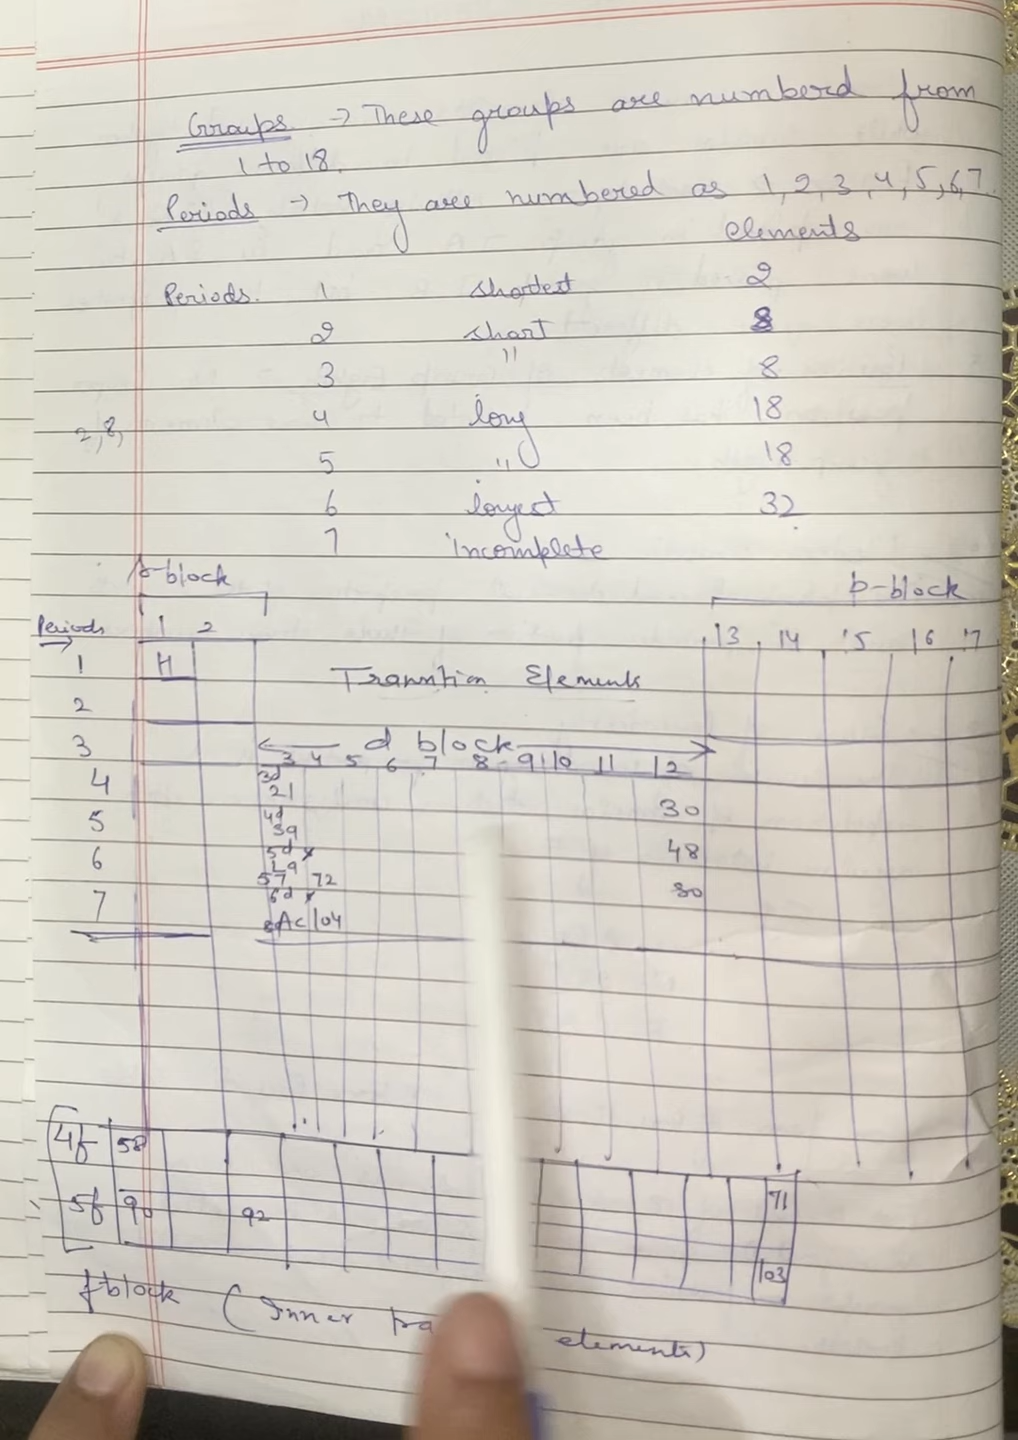 Groups → These groups are numberd from
1 to 18.
Periods → They are numbered as 1, 2, 3, 4, 5, 6, 7.
elements
Periods. 1 shortest 2
2 short 8
3 " 8
4 long 18
2, 8,
5 " 18
6 longest 32
7 incomplete
s-block p-block
Periods 1 2 13 14 15 16 17
1 H Transition Elements
2
3 d block
3 4 5 6 7 8 9 10 11 12
4 3d
21 30
5 4d
39 48
6 5d
La
57 72 80
7 6d
Ac 104
4f 58 71
5f 90 92 103
f block (Inner tra elements)